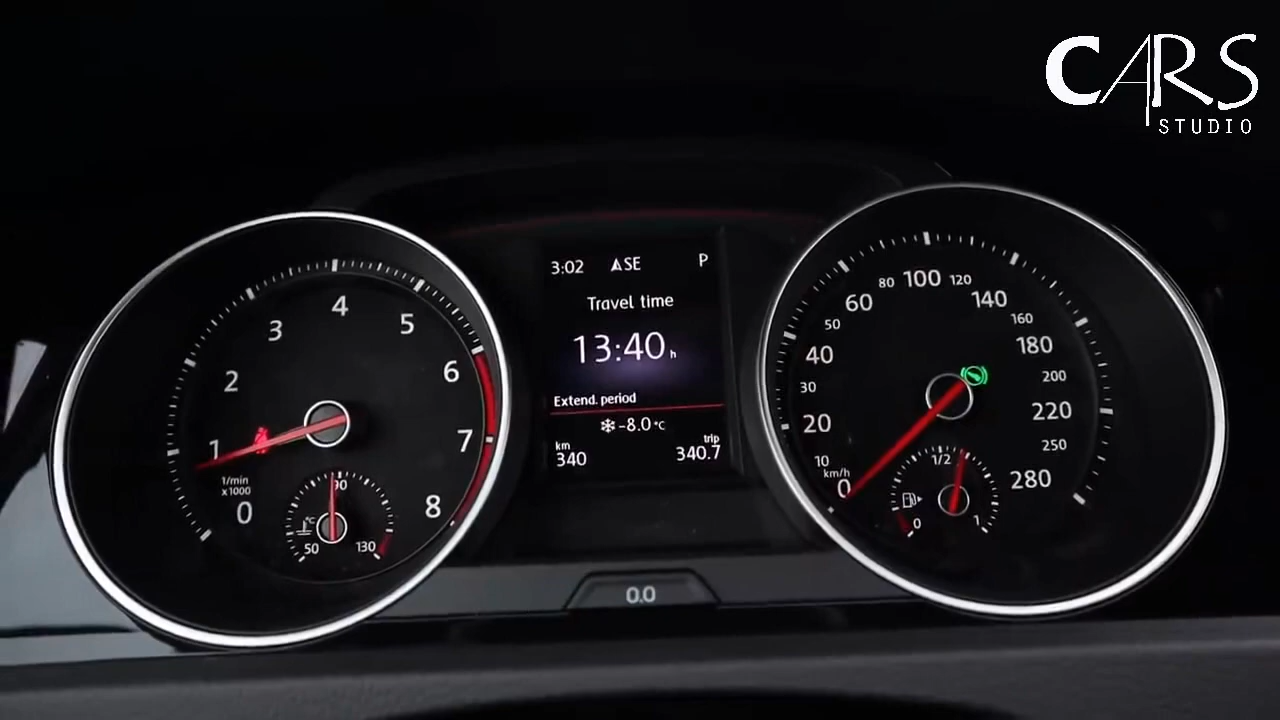 CARS
STUDIO
3:02 SE P
Travel time
13:40 h
Extend. period
-8.0 °C
km
340
trip
340.7
0.0
0
1
2
3
4
5
6
7
8
1/min
x1000
50
90
130
°C
0
10
20
30
40
50
60
80
100
120
140
160
180
200
220
250
280
km/h
0
1/2
1